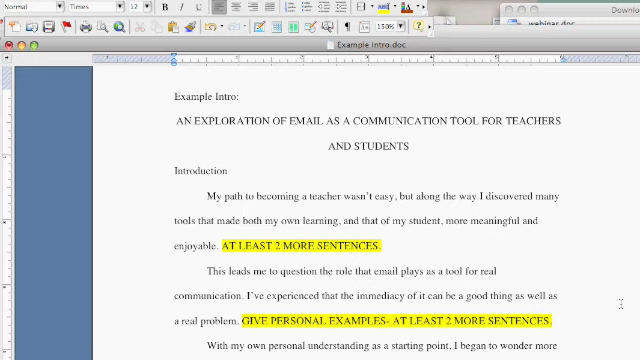 Normal Times 12
150%
Downlo
webinar.doc
Example Intro.doc
Example Intro:
AN EXPLORATION OF EMAIL AS A COMMUNICATION TOOL FOR TEACHERS
AND STUDENTS
Introduction
My path to becoming a teacher wasn't easy, but along the way I discovered many
tools that made both my own learning, and that of my student, more meaningful and
enjoyable. AT LEAST 2 MORE SENTENCES.
This leads me to question the role that email plays as a tool for real
communication. I've experienced that the immediacy of it can be a good thing as well as
a real problem. GIVE PERSONAL EXAMPLES- AT LEAST 2 MORE SENTENCES.
With my own personal understanding as a starting point, I began to wonder more